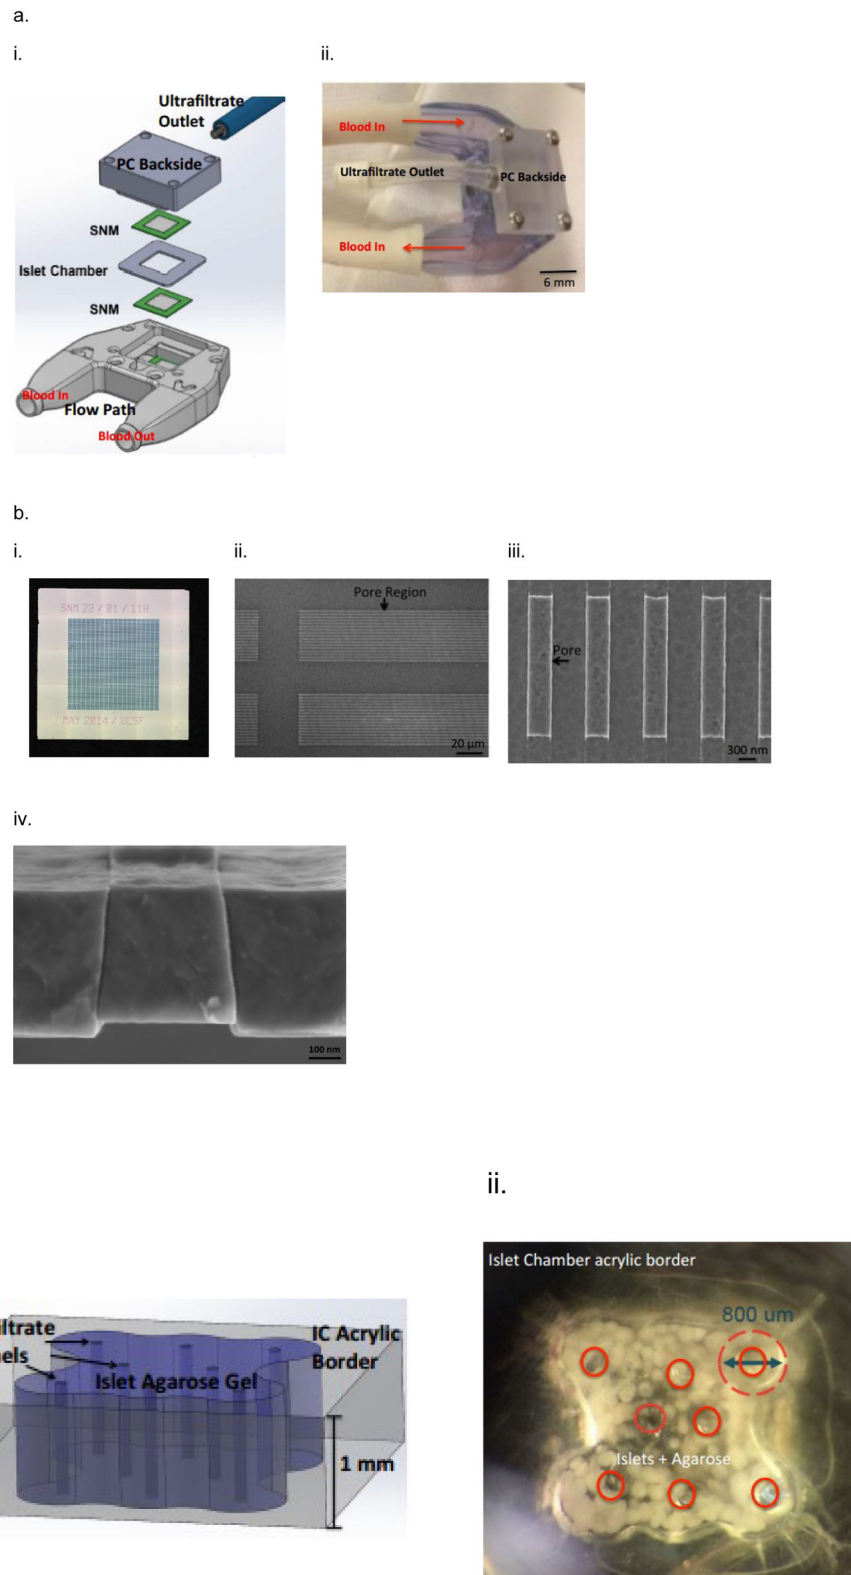 a.
i.
ii.
Ultrafiltrate
Outlet
PC Backside
SNM
Islet Chamber
SNM
Blood In
Flow Path
Blood Out
Blood In
Ultrafiltrate Outlet
PC Backside
Blood In
6 mm
b.
i.
ii.
iii.
SNM 22 / 01 / 11H
MAY 2014 / UCSF
Pore Region
20 µm
Pore
300 nm
iv.
100 nm
iltrate
nels
IC Acrylic
Border
Islet Agarose Gel
1 mm
ii.
Islet Chamber acrylic border
800 um
Islets + Agarose